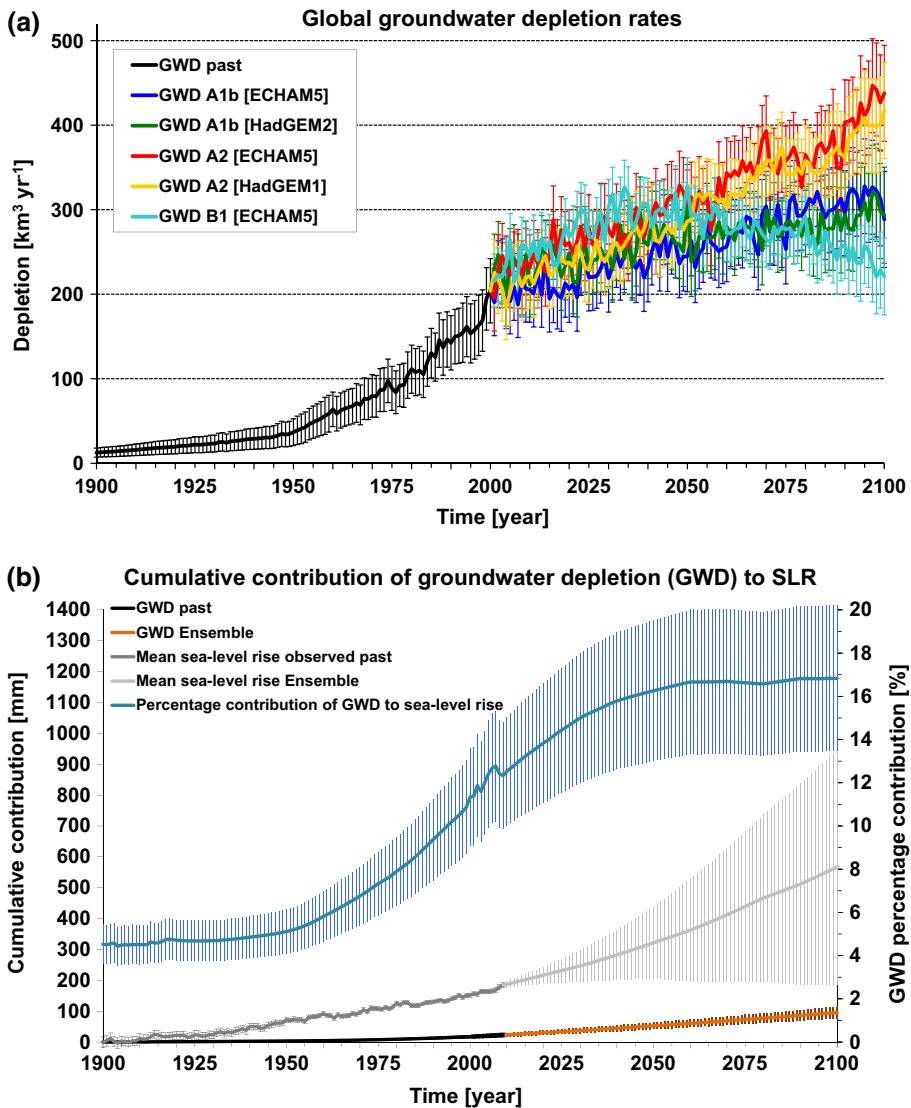 (a)
Global groundwater depletion rates
500
400
300
200
100
0
Depletion [km³ yr⁻¹]
GWD past
GWD A1b [ECHAM5]
GWD A1b [HadGEM2]
GWD A2 [ECHAM5]
GWD A2 [HadGEM1]
GWD B1 [ECHAM5]
1900 1925 1950 1975 2000 2025 2050 2075 2100
Time [year]
(b)
Cumulative contribution of groundwater depletion (GWD) to SLR
1400
1300
1200
1100
1000
900
800
700
600
500
400
300
200
100
0
Cumulative contribution [mm]
GWD past
GWD Ensemble
Mean sea-level rise observed past
Mean sea-level rise Ensemble
Percentage contribution of GWD to sea-level rise
20
18
16
14
12
10
8
6
4
2
0
GWD percentage contribution [%]
1900 1925 1950 1975 2000 2025 2050 2075 2100
Time [year]